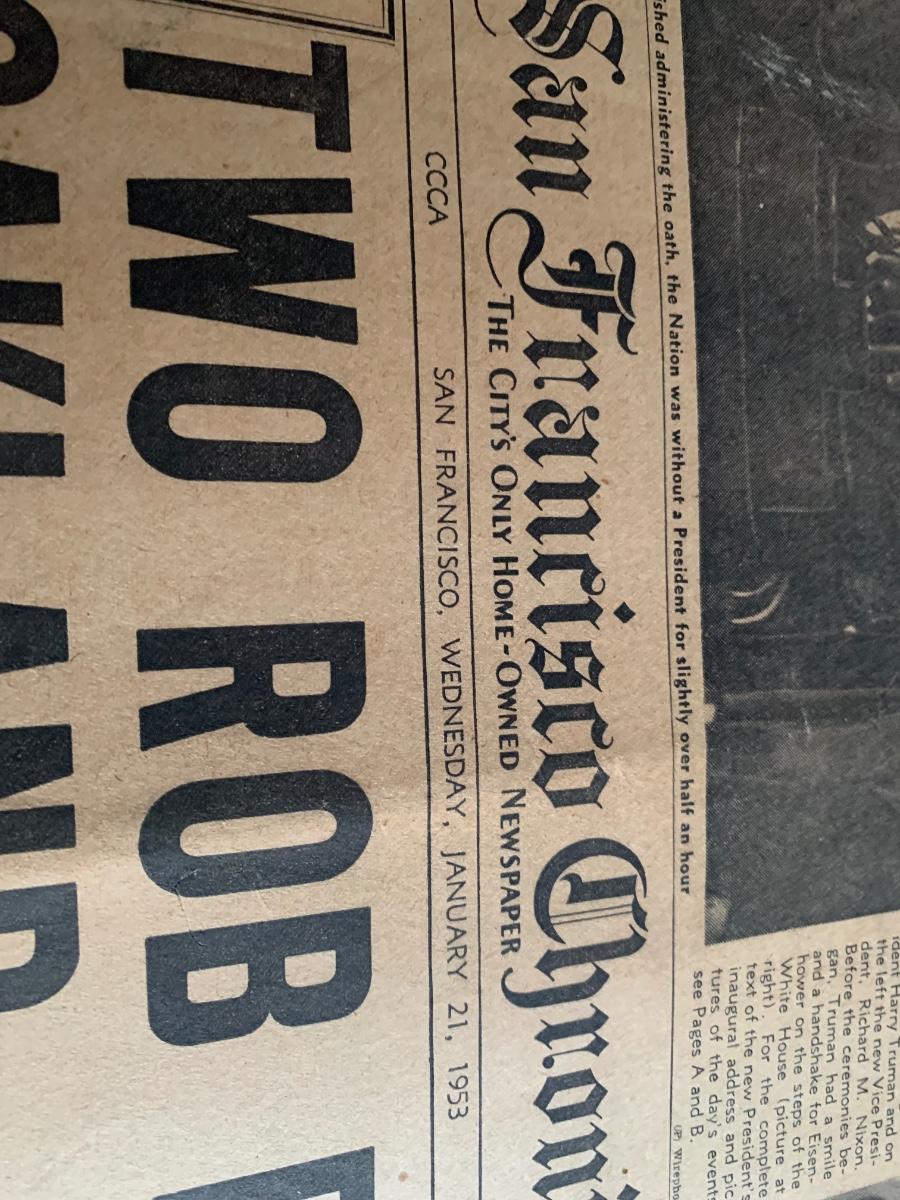 ident Harry Truman and on
the left the new Vice Presi-
dent, Richard M. Nixon.
Before the ceremonies be-
gan, Truman had a smile
and a handshake for Eisen-
hower on the steps of the
White House (picture at
right). For the complete
text of the new President's
inaugural address and pic
tures of the day's events
see Pages A and B.
(UP) Wirepho
ished administering the oath, the Nation was without a President for slightly over half an hour
San Francisco Chroni
THE CITY'S ONLY HOME-OWNED NEWSPAPER
CCCA SAN FRANCISCO, WEDNESDAY, JANUARY 21, 1953
TWO ROB
OAKLAND